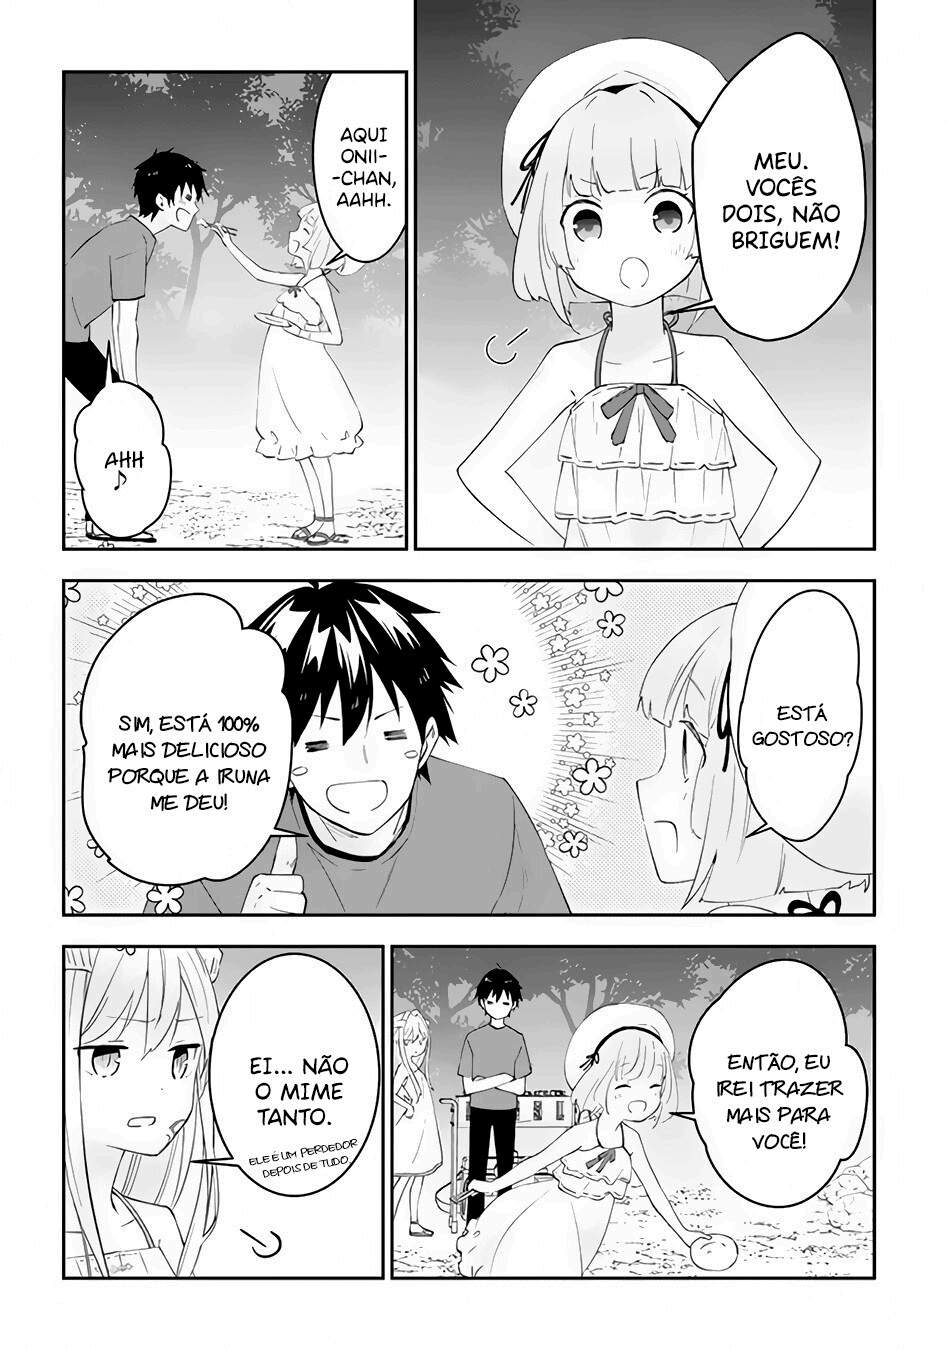 MEU.
VOCÊS
DOIS, NÃO
BRIGUEM!
AQUI
ONII-
-CHAN,
AAHH.
AHH
♪
ESTÁ
GOSTOSO?
SIM, ESTÁ 100%
MAIS DELICIOSO
PORQUE A IRUNA
ME DEU!
ENTÃO, EU
IREI TRAZER
MAIS PARA
VOCÊ!
EI... NÃO
O MIME
TANTO.
ELE É UM PERDEDOR
DEPOIS DE TUDO.